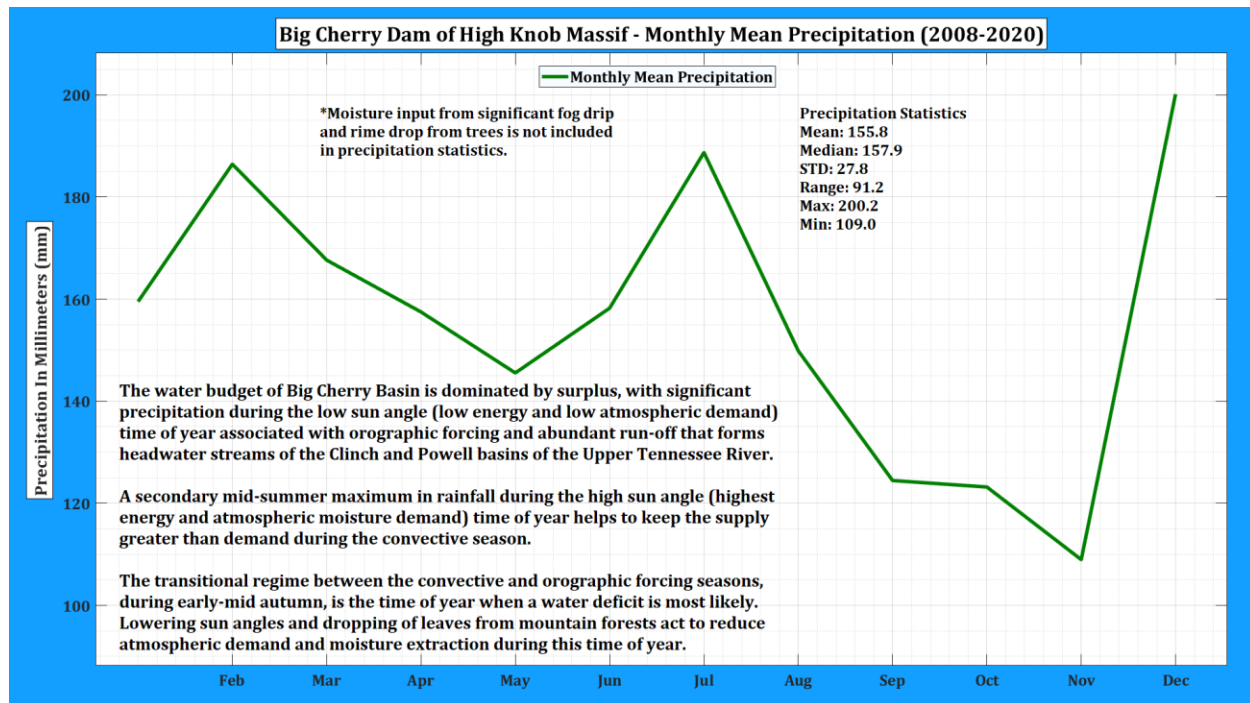 Big Cherry Dam of High Knob Massif - Monthly Mean Precipitation (2008-2020)
Monthly Mean Precipitation
*Moisture input from significant fog drip
and rime drop from trees is not included
in precipitation statistics.
Precipitation Statistics
Mean: 155.8
Median: 157.9
STD: 27.8
Range: 91.2
Max: 200.2
Min: 109.0
Precipitation In Millimeters (mm)
200
180
160
140
120
100
The water budget of Big Cherry Basin is dominated by surplus, with significant
precipitation during the low sun angle (low energy and low atmospheric demand)
time of year associated with orographic forcing and abundant run-off that forms
headwater streams of the Clinch and Powell basins of the Upper Tennessee River.
A secondary mid-summer maximum in rainfall during the high sun angle (highest
energy and atmospheric moisture demand) time of year helps to keep the supply
greater than demand during the convective season.
The transitional regime between the convective and orographic forcing seasons,
during early-mid autumn, is the time of year when a water deficit is most likely.
Lowering sun angles and dropping of leaves from mountain forests act to reduce
atmospheric demand and moisture extraction during this time of year.
Feb Mar Apr May Jun Jul Aug Sep Oct Nov Dec